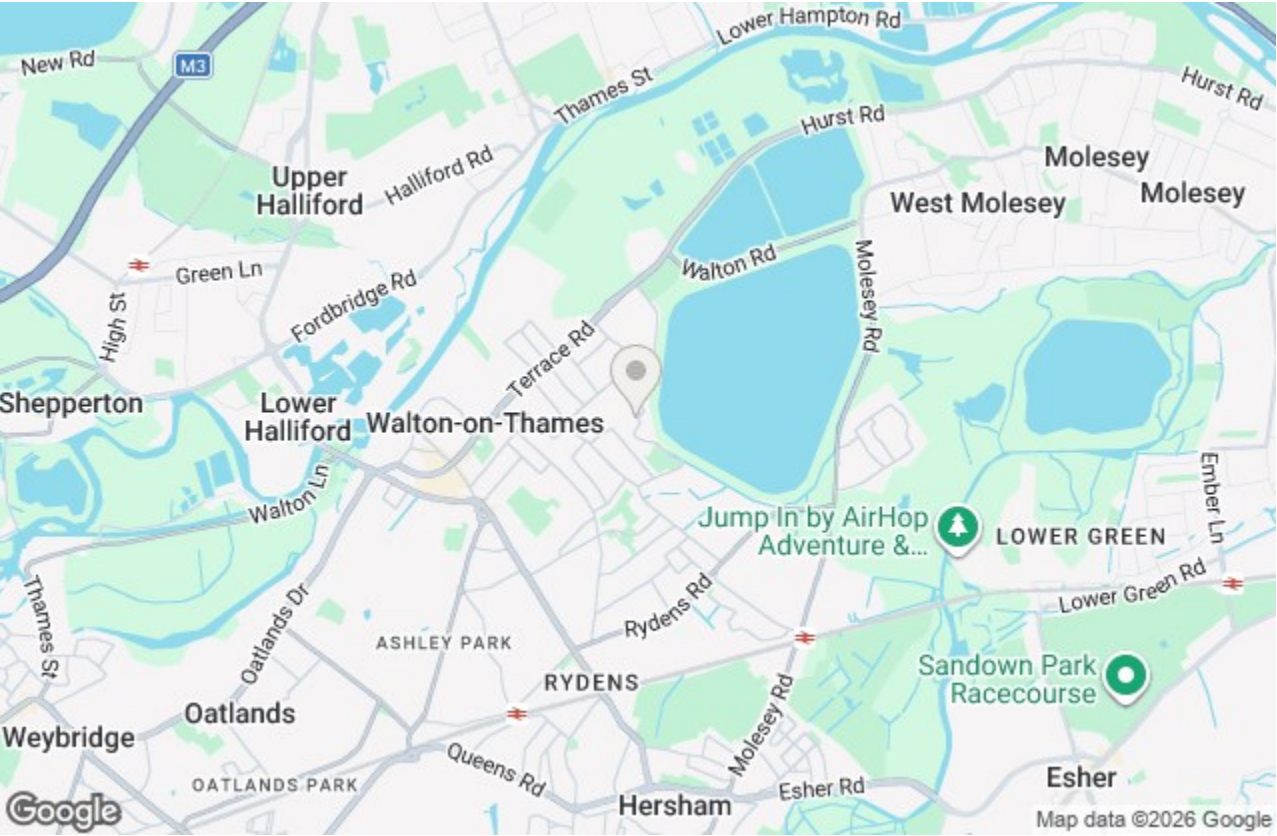 Lower Hampton Rd
New Rd
M3
Thames St
Hurst Rd
Hurst Rd
Molesey
Halliford Rd
Upper
Halliford
West Molesey
Molesey
Walton Rd
Green Ln
Molesey Rd
Fordbridge Rd
High St
Terrace Rd
Shepperton
Lower
Halliford
Walton-on-Thames
Walton Ln
Ember Ln
Jump In by AirHop
Adventure &...
LOWER GREEN
Thames St
Oatlands Dr
Rydens Rd
Lower Green Rd
ASHLEY PARK
RYDENS
Sandown Park
Racecourse
Oatlands
Molesey Rd
Weybridge
Queens Rd
OATLANDS PARK
Esher Rd
Esher
Hersham
Google
Map data ©2026 Google